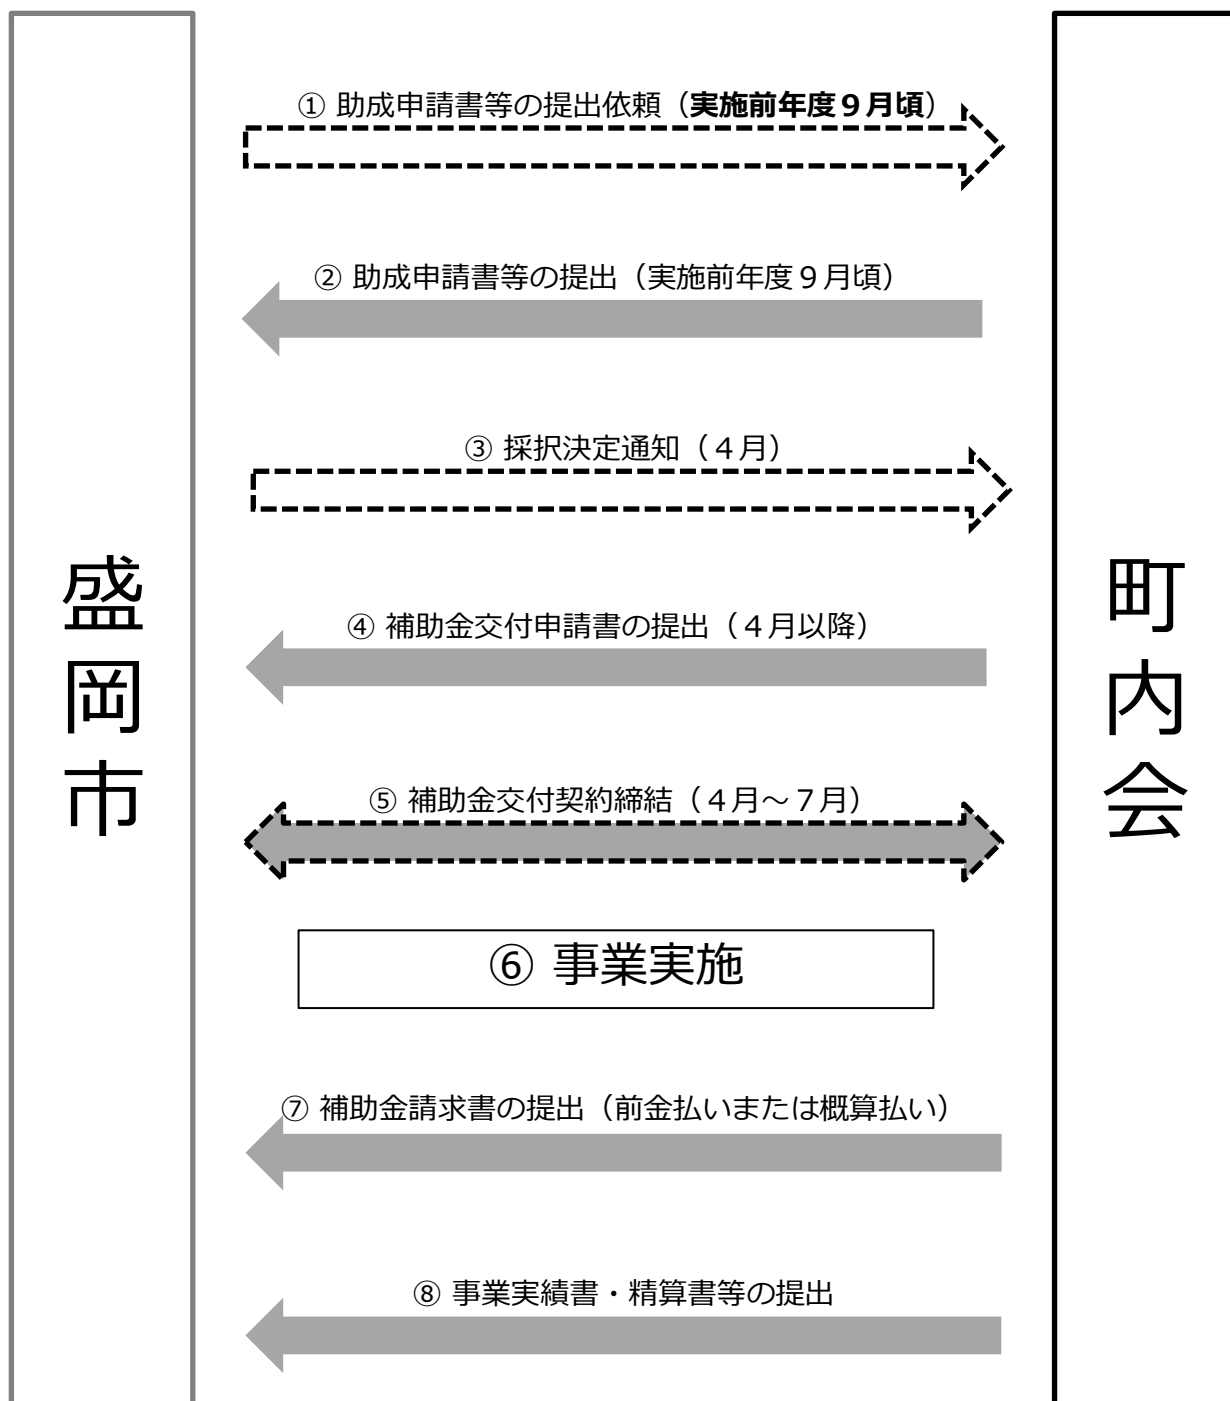 ① 助成申請書等の提出依頼（実施前年度９月頃）
② 助成申請書等の提出（実施前年度９月頃）
③ 採択決定通知（４月）
盛岡市
町内会
④ 補助金交付申請書の提出（４月以降）
⑤ 補助金交付契約締結（４月～７月）
⑥ 事業実施
⑦ 補助金請求書の提出（前金払いまたは概算払い）
⑧ 事業実績書・精算書等の提出